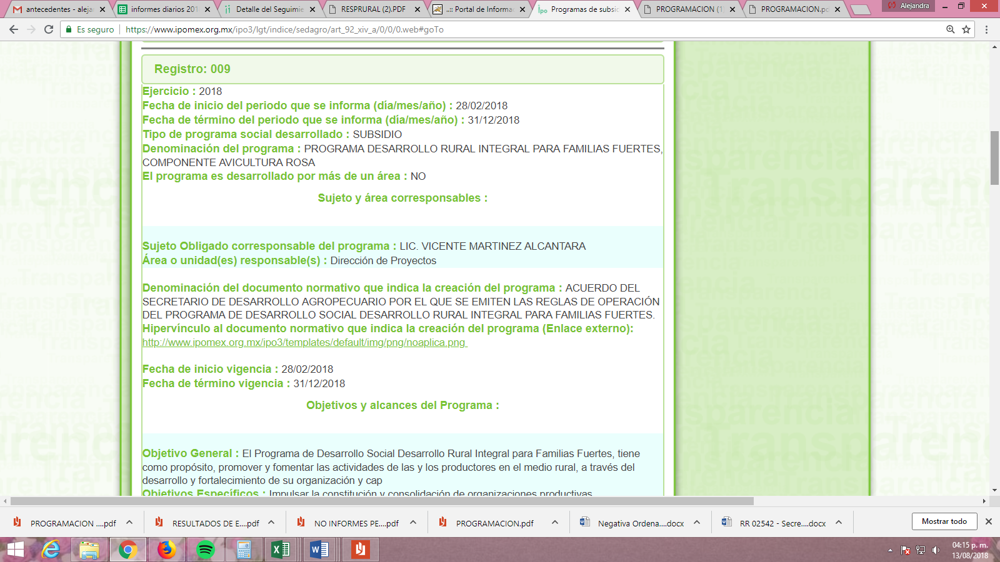 antecedentes - aleja
informes diarios 201
Detalle del Seguimie
RESPRURAL (2).PDF
..:: Portal de Informac
ipo Programas de subsid
PROGRAMACION (1
PROGRAMACION.pd
Alejandra
Es seguro
https://www.ipomex.org.mx/ipo3/lgt/indice/sedagro/art_92_xiv_a/0/0/0.web#goTo
Registro: 009
Ejercicio : 2018
Fecha de inicio del periodo que se informa (día/mes/año) : 28/02/2018
Fecha de término del periodo que se informa (día/mes/año) : 31/12/2018
Tipo de programa social desarrollado : SUBSIDIO
Denominación del programa : PROGRAMA DESARROLLO RURAL INTEGRAL PARA FAMILIAS FUERTES,
COMPONENTE AVICULTURA ROSA
El programa es desarrollado por más de un área : NO
Sujeto y área corresponsables :
Sujeto Obligado corresponsable del programa : LIC. VICENTE MARTINEZ ALCANTARA
Área o unidad(es) responsable(s) : Dirección de Proyectos
Denominación del documento normativo que indica la creación del programa : ACUERDO DEL
SECRETARIO DE DESARROLLO AGROPECUARIO POR EL QUE SE EMITEN LAS REGLAS DE OPERACIÓN
DEL PROGRAMA DE DESARROLLO SOCIAL DESARROLLO RURAL INTEGRAL PARA FAMILIAS FUERTES.
Hipervínculo al documento normativo que indica la creación del programa (Enlace externo):
http://www.ipomex.org.mx/ipo3/templates/default/img/png/noaplica.png
Fecha de inicio vigencia : 28/02/2018
Fecha de término vigencia : 31/12/2018
Objetivos y alcances del Programa :
Objetivo General : El Programa de Desarrollo Social Desarrollo Rural Integral para Familias Fuertes, tiene
como propósito, promover y fomentar las actividades de las y los productores en el medio rural, a través del
desarrollo y fortalecimiento de su organización y cap
Objetivos Específicos : Impulsar la constitución y consolidación de organizaciones productivas
PROGRAMACION ....pdf
RESULTADOS DE E....pdf
NO INFORMES PE....pdf
PROGRAMACION.pdf
Negativa Ordena....docx
RR 02542 - Secre....docx
Mostrar todo
04:15 p. m.
13/08/2018